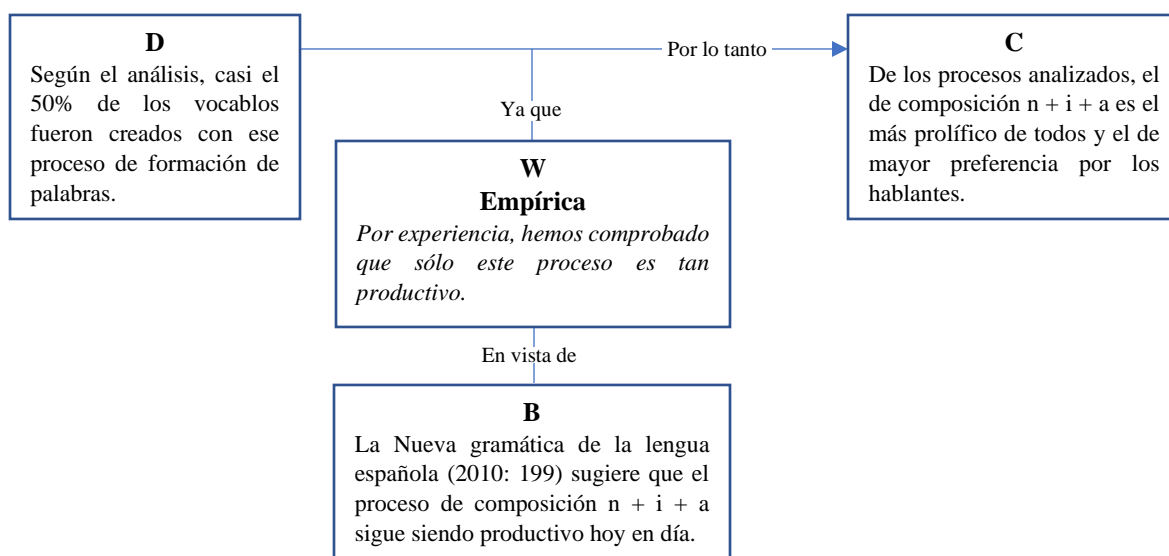 D
Según el análisis, casi el
50% de los vocablos
fueron creados con ese
proceso de formación de
palabras.
Por lo tanto
C
De los procesos analizados, el
de composición n + i + a es el
más prolífico de todos y el de
mayor preferencia por los
hablantes.
Ya que
W
Empírica
Por experiencia, hemos comprobado
que sólo este proceso es tan
productivo.
En vista de
B
La Nueva gramática de la lengua
española (2010: 199) sugiere que el
proceso de composición n + i + a
sigue siendo productivo hoy en día.